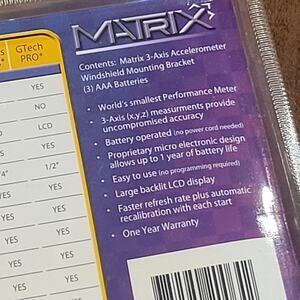 MATRIX
GTech
PRO*
Contents: Matrix 3-Axis Accelerometer
Windshield Mounting Bracket
(3) AAA Batteries
• World's smallest Performance Meter
• 3-Axis (x,y,z) measurments provide
uncompromised accuracy
• Battery operated (no power cord needed)
• Proprietary micro electronic design
allows up to 1 year of battery life
• Easy to use (no programming required)
• Large backlit LCD display
• Faster refresh rate plus automatic
recalibration with each start
• One Year Warranty
YES
NO
LCD
YES
1/2"
YES
YES
YES
YES
YES
YES